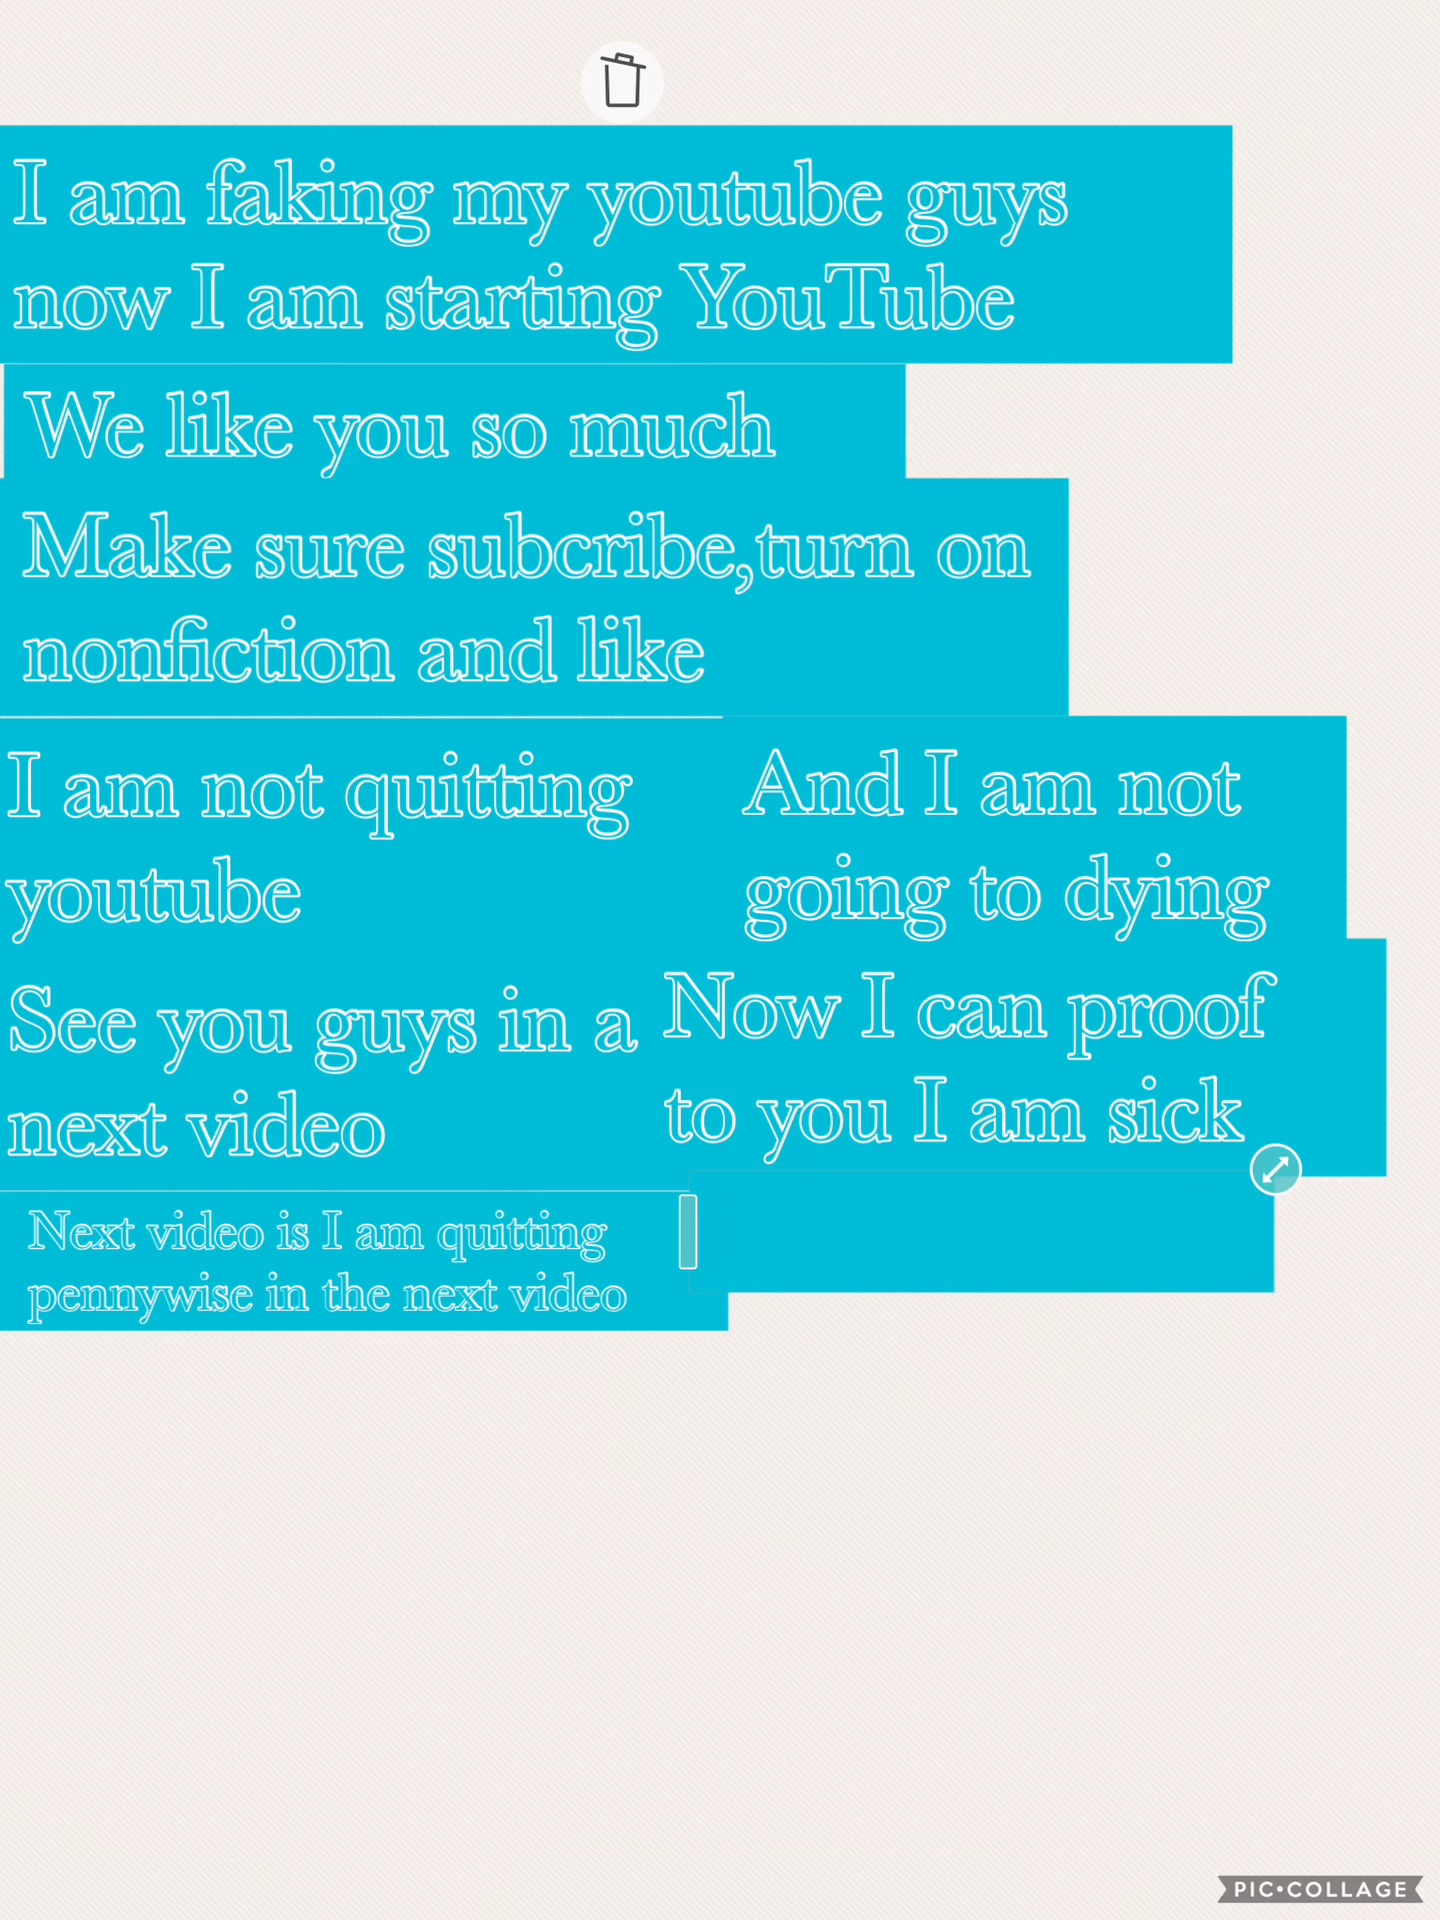 I am faking my youtube guys
now I am starting YouTube
We like you so much
Make sure subcribe,turn on
nonfiction and like
I am not quitting
youtube
And I am not
going to dying
See you guys in a
next video
Now I can proof
to you I am sick
Next video is I am quitting
pennywise in the next video
PIC•COLLAGE